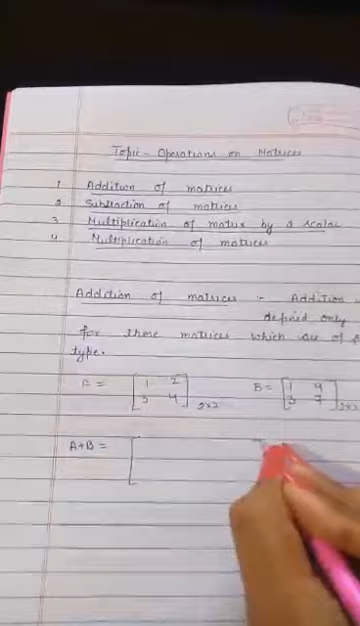 Topic - Operations on Matrices
1 Addition of matrices
2 Subtraction of matrices
3 Multiplication of matrix by a scalar
4 Multiplication of matrices
Addition of matrices :- Addition
defined only
for those matrices which are of
type.
A = [1 2 3 4] 2×2 B = [1 9 3 7] 2×2
A+B = [